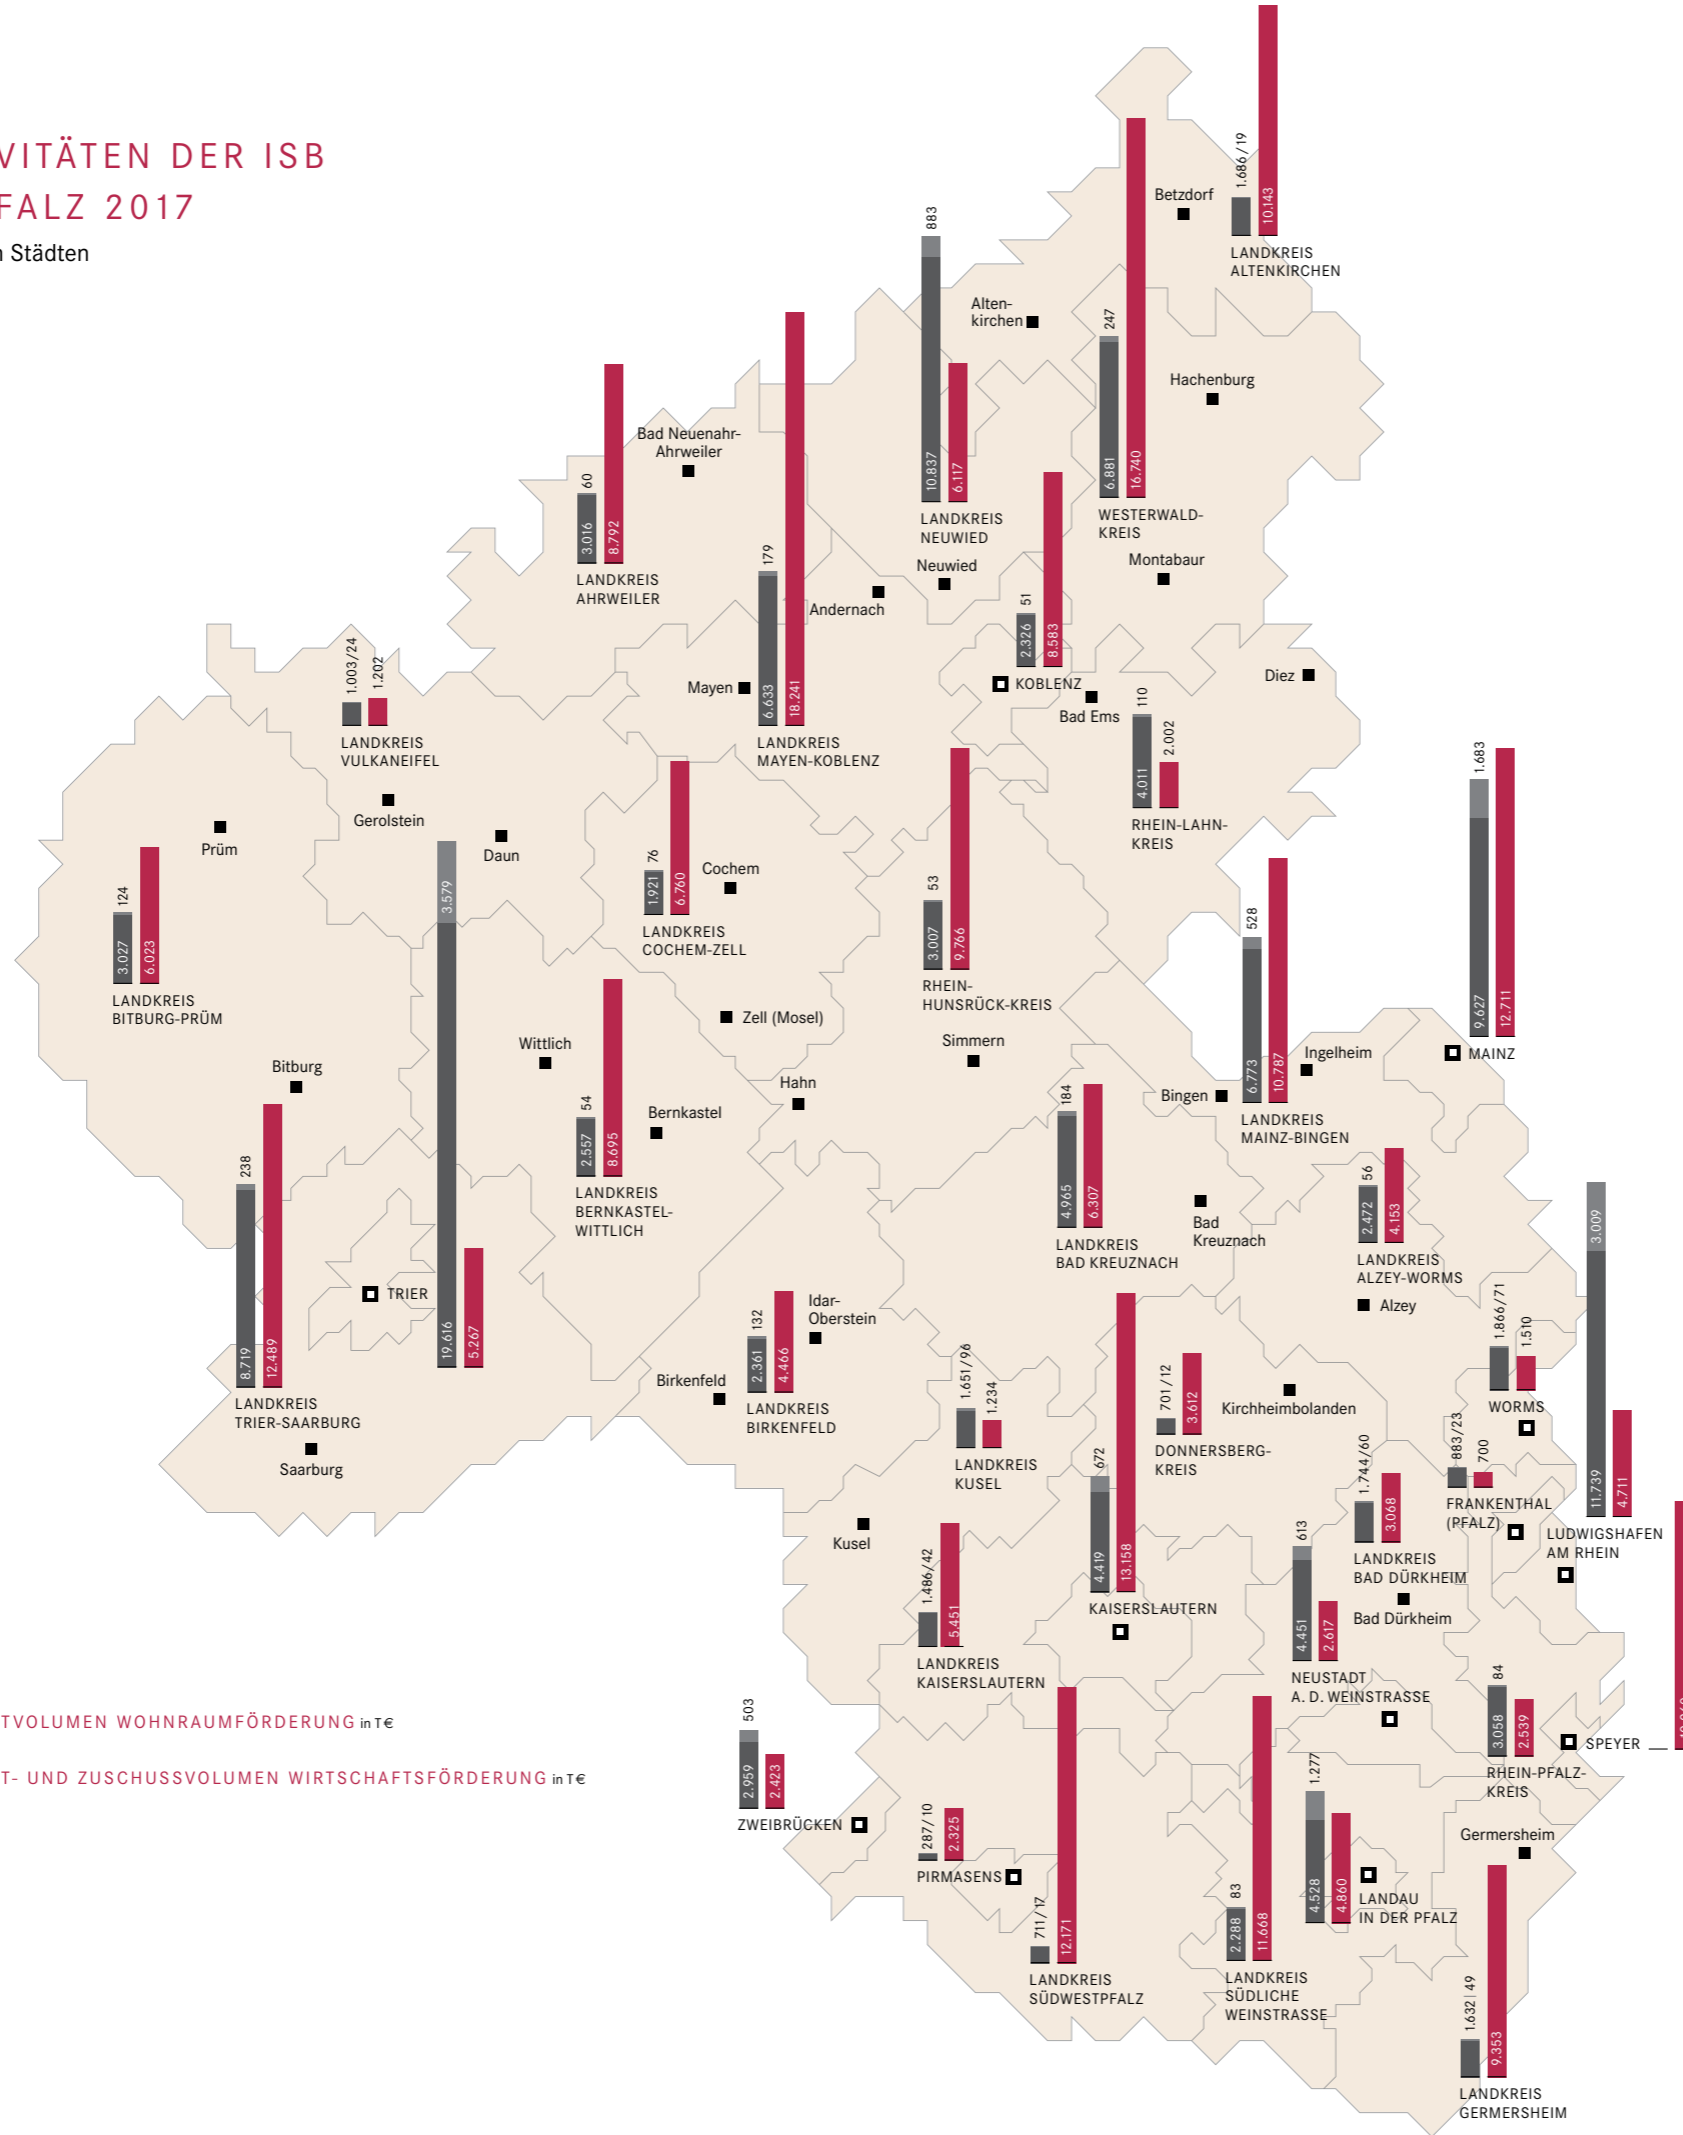 VITÄTEN DER ISB
FALZ 2017
n Städten
1.686/19
10.143
LANDKREIS
ALTENKIRCHEN
Betzdorf
883
10.837
6.117
LANDKREIS
NEUWIED
Neuwied
Alten-
kirchen
247
6.881
16.740
WESTERWALD-
KREIS
Hachenburg
Montabaur
Bad Neuenahr-
Ahrweiler
60
3.016
8.792
LANDKREIS
AHRWEILER
179
6.633
18.241
LANDKREIS
MAYEN-KOBLENZ
Andernach
Mayen
51
2.326
8.583
KOBLENZ
Bad Ems
Diez
110
4.011
2.002
RHEIN-LAHN-
KREIS
1.003/24
1.202
LANDKREIS
VULKANEIFEL
Gerolstein
Daun
Prüm
124
3.027
6.023
LANDKREIS
BITBURG-PRÜM
Bitburg
76
1.921
6.760
Cochem
LANDKREIS
COCHEM-ZELL
Zell (Mosel)
53
3.007
9.766
RHEIN-
HUNSRÜCK-KREIS
Simmern
1.683
9.627
12.711
MAINZ
528
6.773
10.787
LANDKREIS
MAINZ-BINGEN
Ingelheim
Bingen
Wittlich
54
2.557
8.695
LANDKREIS
BERNKASTEL-
WITTLICH
Bernkastel
Hahn
184
4.965
6.307
LANDKREIS
BAD KREUZNACH
Bad
Kreuznach
56
2.472
4.153
LANDKREIS
ALZEY-WORMS
Alzey
238
8.719
12.489
LANDKREIS
TRIER-SAARBURG
Saarburg
3.579
19.616
5.267
TRIER
132
2.361
4.466
LANDKREIS
BIRKENFELD
Idar-
Oberstein
Birkenfeld
1.651/96
1.234
LANDKREIS
KUSEL
Kusel
701/12
3.612
DONNERSBERG-
KREIS
Kirchheimbolanden
1.866/71
1.510
WORMS
3.009
11.739
4.711
LUDWIGSHAFEN
AM RHEIN
883/23
700
FRANKENTHAL
(PFALZ)
1.744/60
3.068
LANDKREIS
BAD DÜRKHEIM
Bad Dürkheim
672
4.419
13.158
KAISERSLAUTERN
1.486/42
5.451
LANDKREIS
KAISERSLAUTERN
613
4.451
2.617
NEUSTADT
A. D. WEINSTRASSE
84
3.058
2.539
RHEIN-PFALZ-
KREIS
SPEYER
TVOLUMEN WOHNRAUMFÖRDERUNG in T€
T- UND ZUSCHUSSVOLUMEN WIRTSCHAFTSFÖRDERUNG in T€
503
2.959
2.423
ZWEIBRÜCKEN
287/10
2.325
PIRMASENS
711/17
12.171
LANDKREIS
SÜDWESTPFALZ
83
2.288
11.668
LANDKREIS
SÜDLICHE
WEINSTRASSE
1.277
4.528
4.860
LANDAU
IN DER PFALZ
Germersheim
1.632|49
9.353
LANDKREIS
GERMERSHEIM